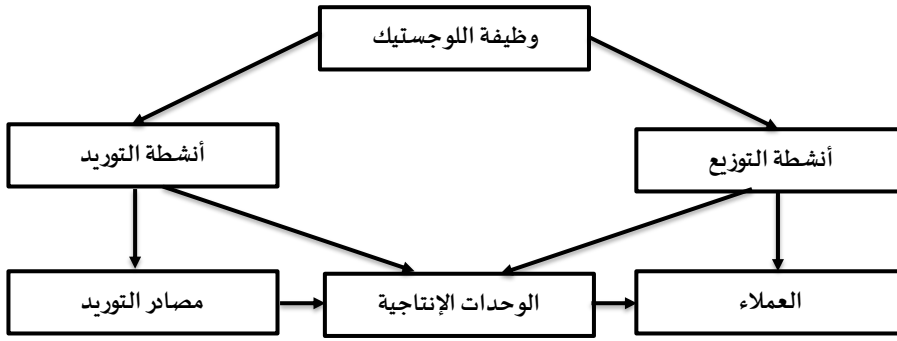 وظيفة اللوجستيك
أنشطة التوزيع
أنشطة التوريد
العملاء
الوحدات الإنتاجية
مصادر التوريد